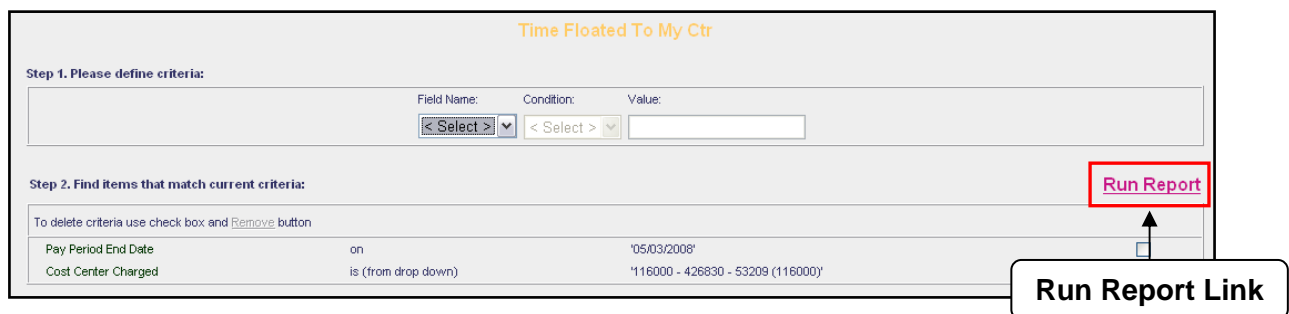 Time Floated To My Ctr
Step 1. Please define criteria:
Field Name: Condition: Value:
< Select > < Select >
Step 2. Find items that match current criteria:
Run Report
To delete criteria use check box and Remove button
Pay Period End Date on '05/03/2008'
Cost Center Charged is (from drop down) '116000 - 426830 - 53209 (116000)'
Run Report Link